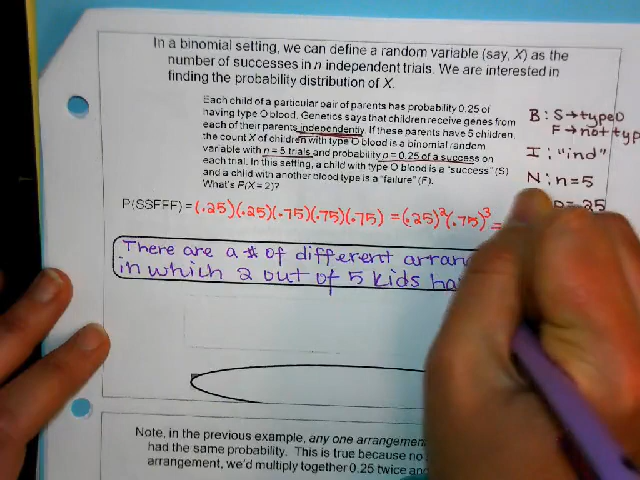 In a binomial setting, we can define a random variable (say, X) as the
number of successes in n independent trials. We are interested in
finding the probability distribution of X.
Each child of a particular pair of parents has probability 0.25 of
having type O blood. Genetics says that children receive genes from
each of their parents independently. If these parents have 5 children,
the count X of children with type O blood is a binomial random
variable with n = 5 trials and probability p = 0.25 of a success on
each trial. In this setting, a child with type O blood is a "success" (S)
and a child with another blood type is a "failure" (F).
What's P(X = 2)?
B: S→type O
F→not typ
I: "ind"
N: n=5
p=.25
P(SSFFF) = (.25)(.25)(.75)(.75)(.75) = (.25)²(.75)³ =
There are a # of different arran
in which 2 out of 5 kids ha
Note, in the previous example, any one arrangement
had the same probability. This is true because no
arrangement, we'd multiply together 0.25 twice and